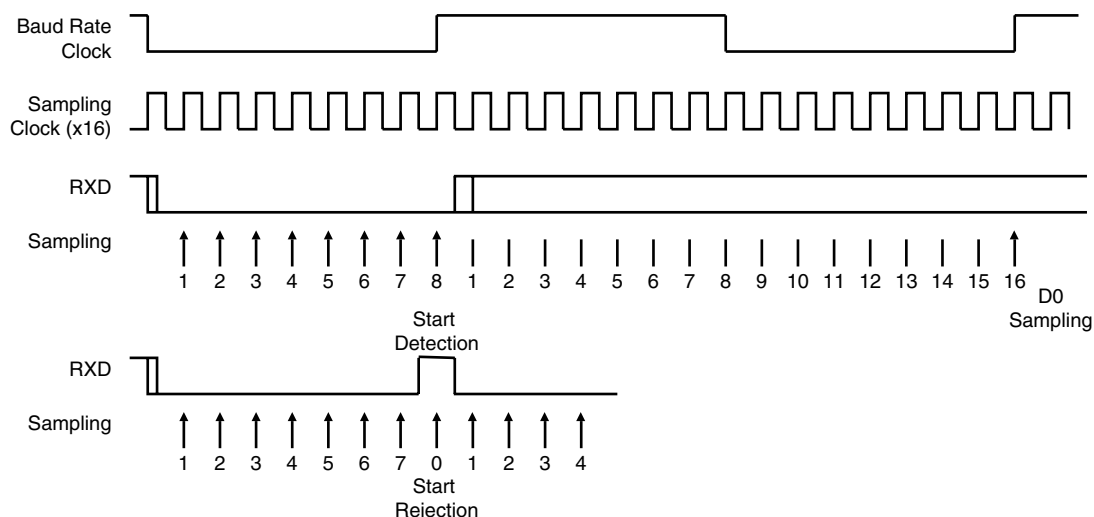 Baud Rate
Clock
Sampling
Clock (x16)
RXD
Sampling
1 2 3 4 5 6 7 8 1 2 3 4 5 6 7 8 9 10 11 12 13 14 15 16
D0
Sampling
Start
Detection
RXD
Sampling
1 2 3 4 5 6 7 0 1 2 3 4
Start
Rejection